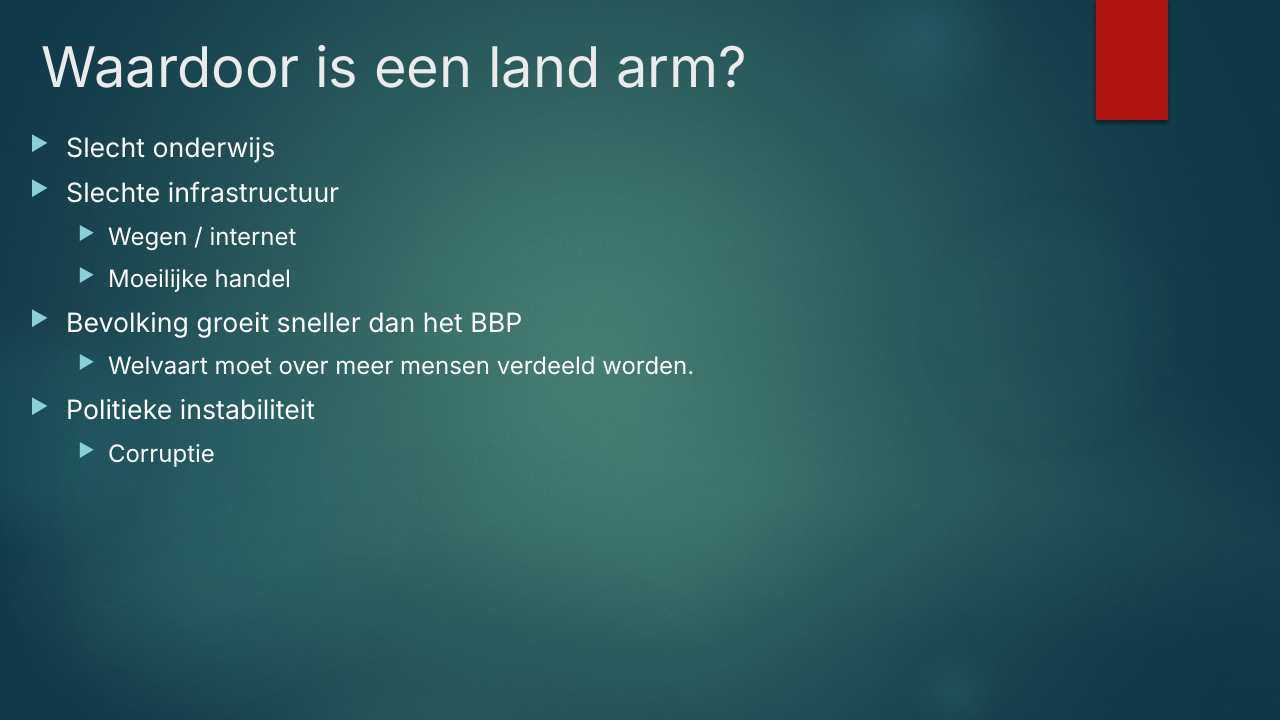 Waardoor is een land arm?
Slecht onderwijs
Slechte infrastructuur
Wegen / internet
Moeilijke handel
Bevolking groeit sneller dan het BBP
Welvaart moet over meer mensen verdeeld worden.
Politieke instabiliteit
Corruptie